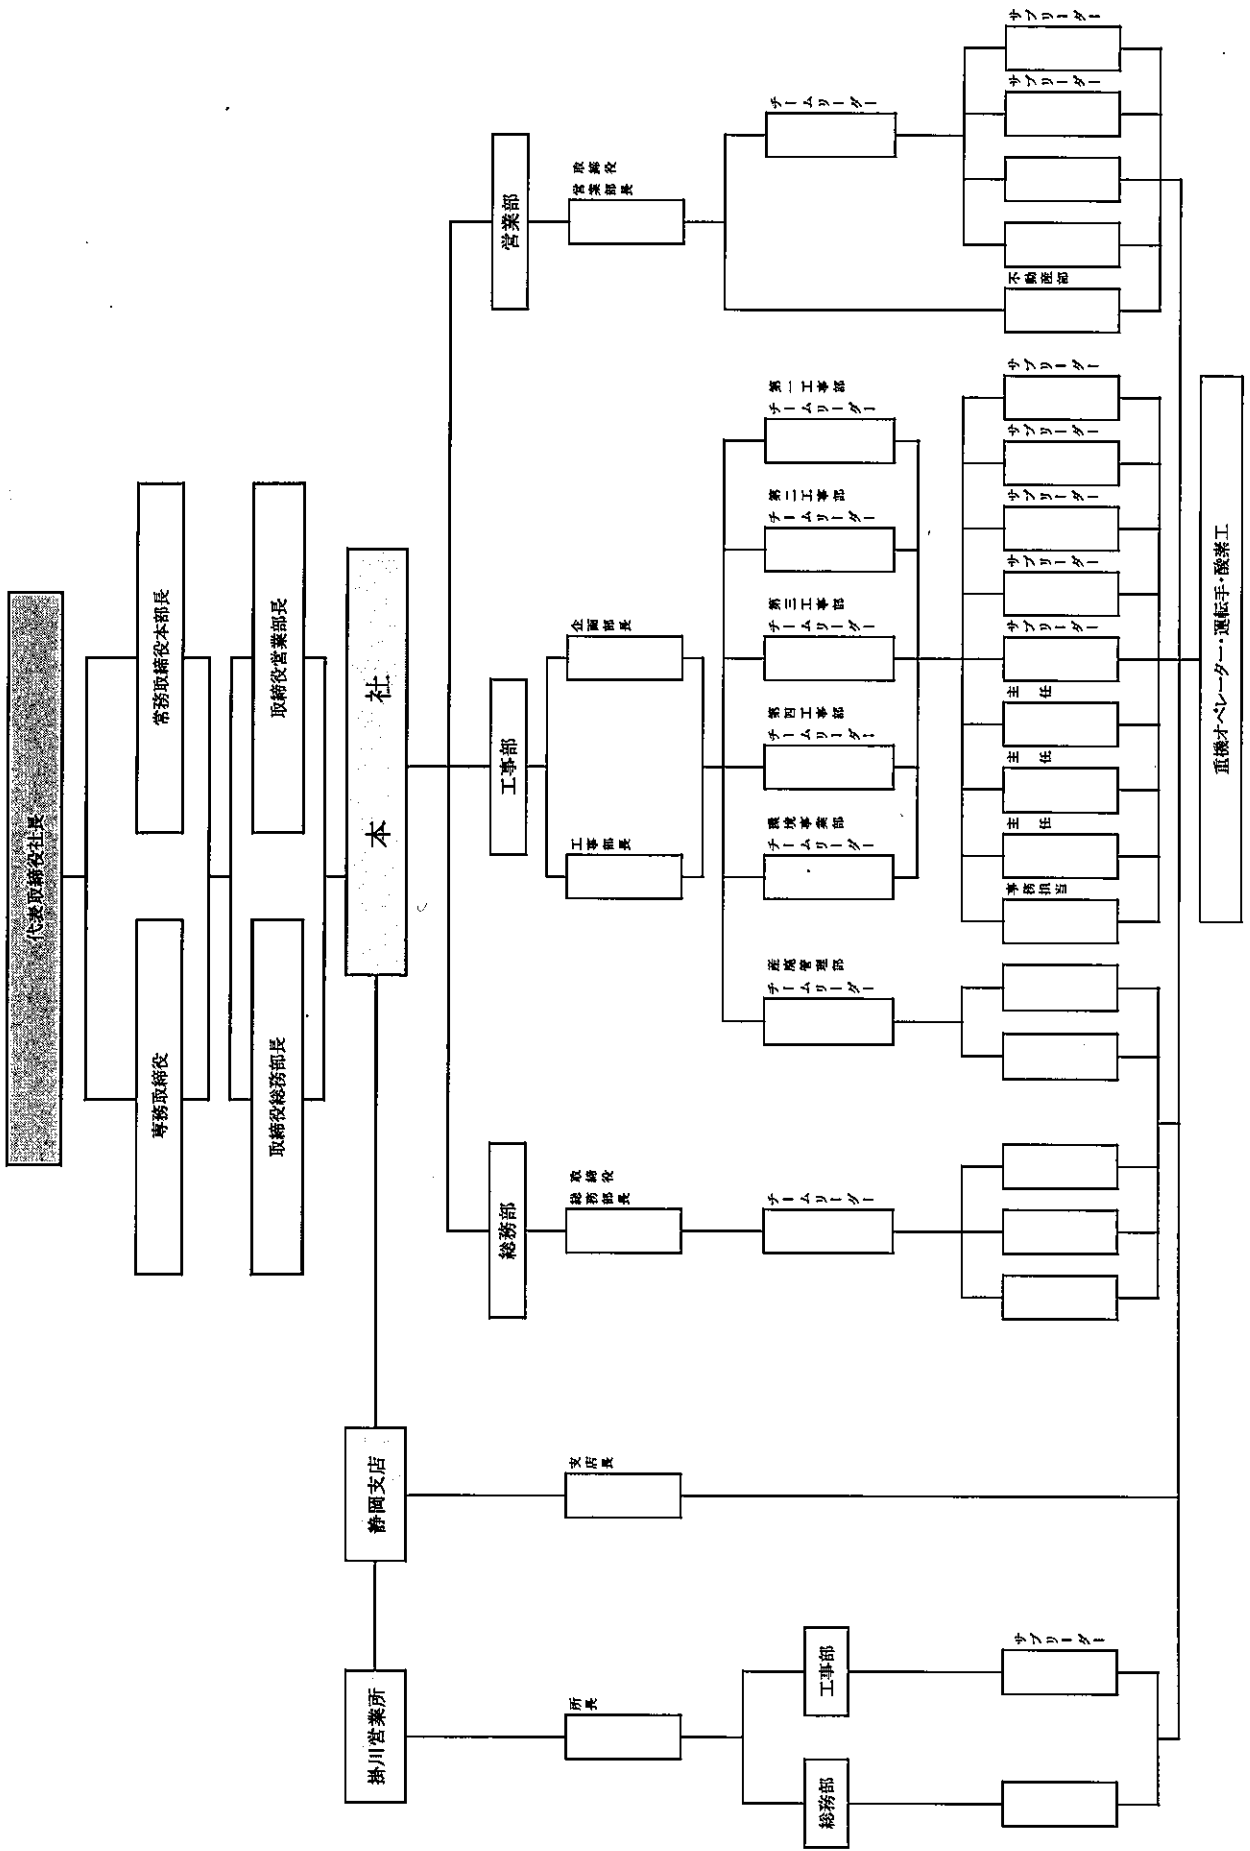 代表取締役社長
専務取締役
常務取締役本部長
取締役総務部長
取締役営業部長
本社
静岡支店
掛川営業所
総務部
工事部
営業部
所長
支店長
取締役
総務部長
工事部長
企画部長
取締役
営業部長
総務部
工事部
チームリーダー
産廃管理部
チームリーダー
環境事業部
チームリーダー
第四工事部
チームリーダー
第三工事部
チームリーダー
第二工事部
チームリーダー
第一工事部
チームリーダー
チームリーダー
サブリーダー
事務担当
主任
主任
主任
サブリーダー
サブリーダー
サブリーダー
サブリーダー
サブリーダー
不動産部
サブリーダー
サブリーダー
重機オペレーター・運転手・酸素工